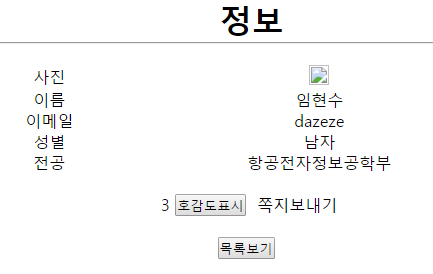 정보
사진
이름 임현수
이메일 dazeze
성별 남자
전공 항공전자정보공학부
3 호감도표시 쪽지보내기
목록보기